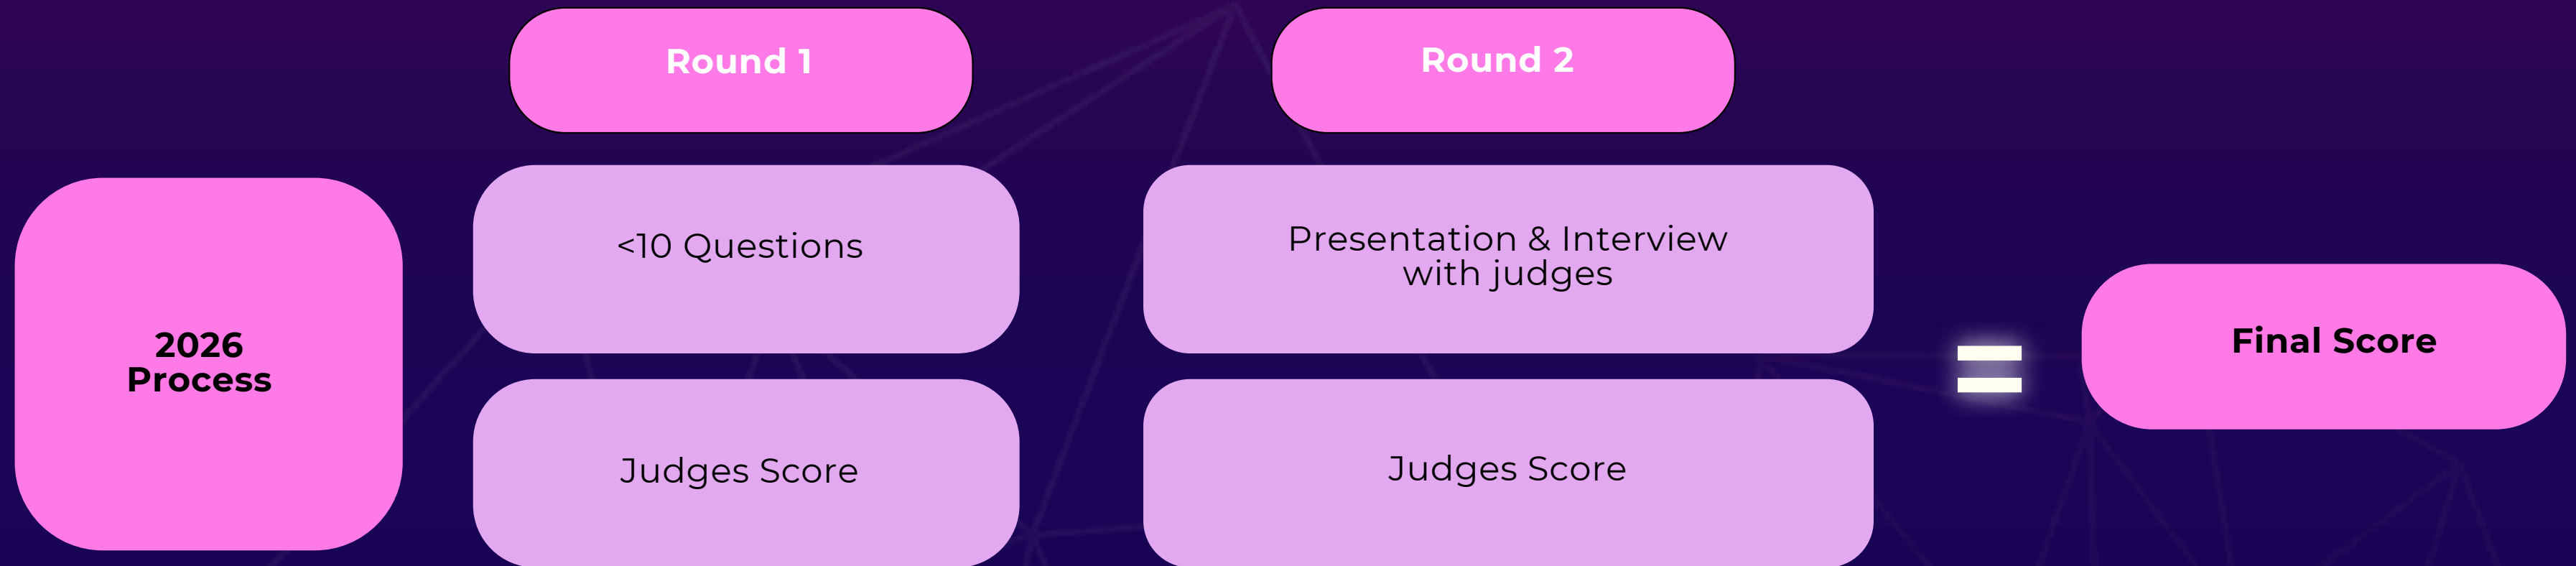 Round 1
Round 2
2026
Process
<10 Questions
Presentation & Interview
with judges
Judges Score
Judges Score
=
Final Score